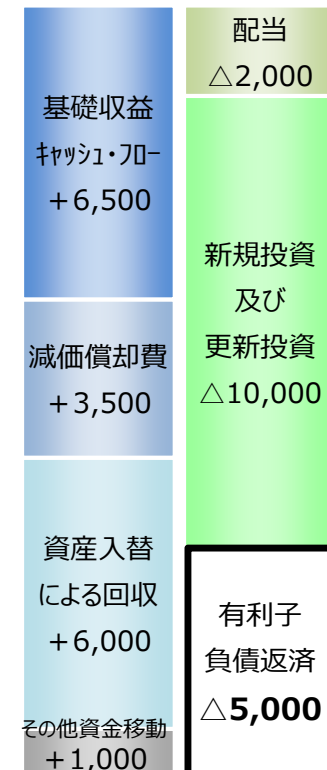 基礎収益
ｷｬｯｼｭ・ﾌﾛｰ
+6,500
減価償却費
+3,500
資産入替
による回収
+6,000
その他資金移動
+1,000
配当
△2,000
新規投資
及び
更新投資
△10,000
有利子
負債返済
△5,000